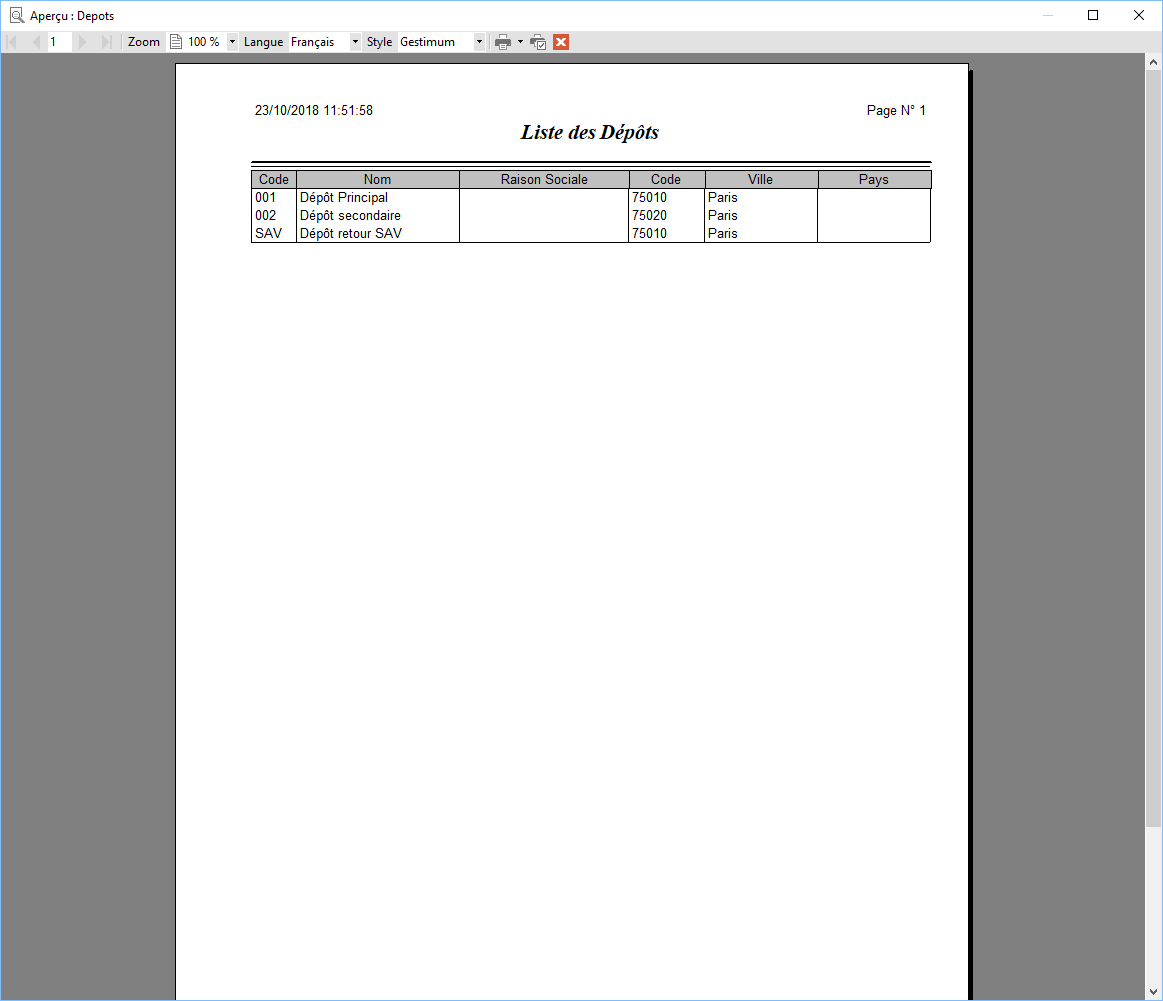 Aperçu : Depots
1 Zoom 100 % Langue Français Style Gestimum
23/10/2018 11:51:58 Page N° 1
Liste des Dépôts
Code Nom Raison Sociale Code Ville Pays
001 Dépôt Principal 75010 Paris
002 Dépôt secondaire 75020 Paris
SAV Dépôt retour SAV 75010 Paris